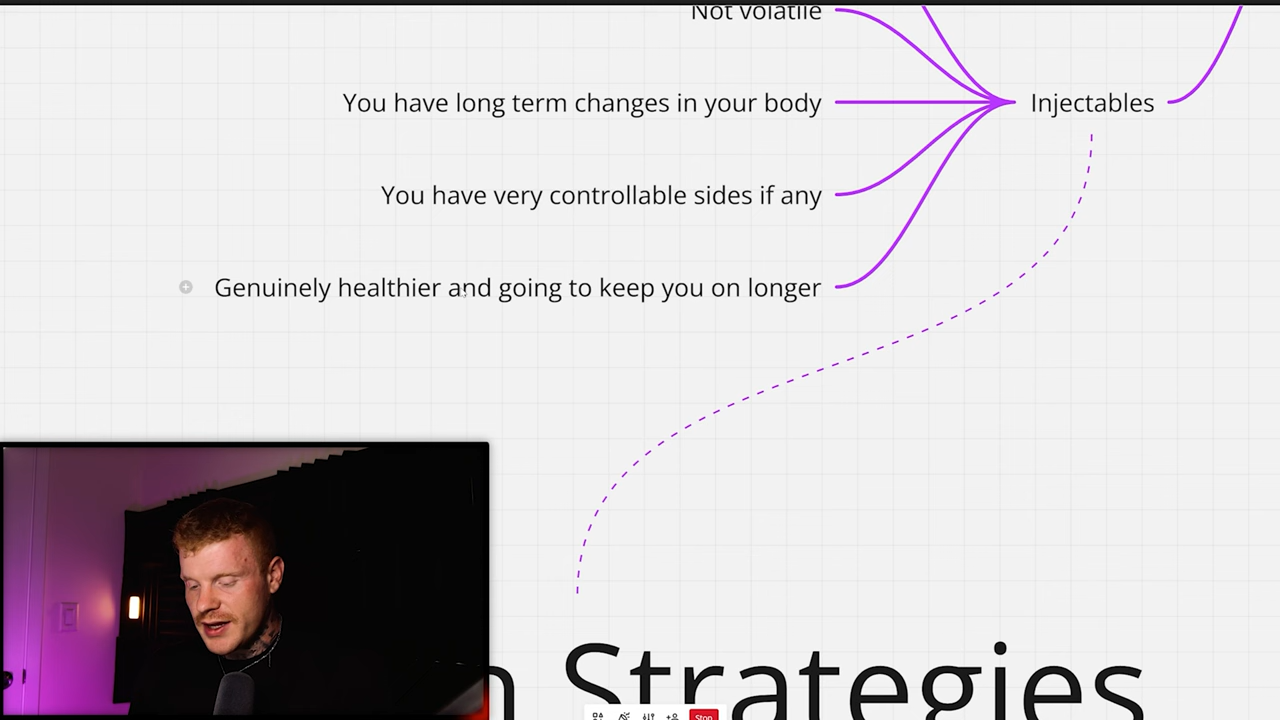 Not volatile
You have long term changes in your body
Injectables
You have very controllable sides if any
Genuinely healthier and going to keep you on longer
Strategies
Stop